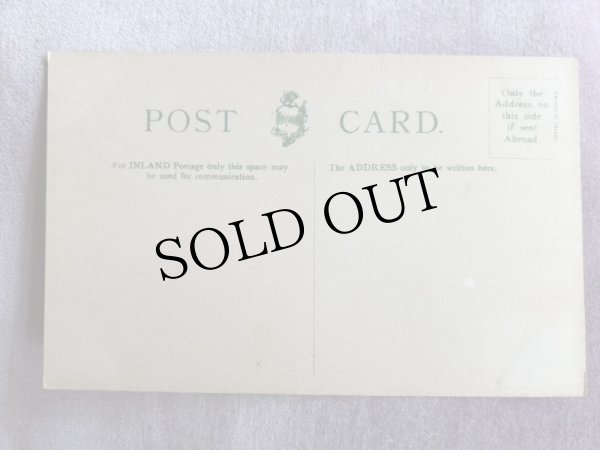 POST CARD.
Only the
Address on
this side
if sent
Abroad.
For INLAND Postage only this space may
be used for communication.
The ADDRESS only to be written here.
SOLD OUT